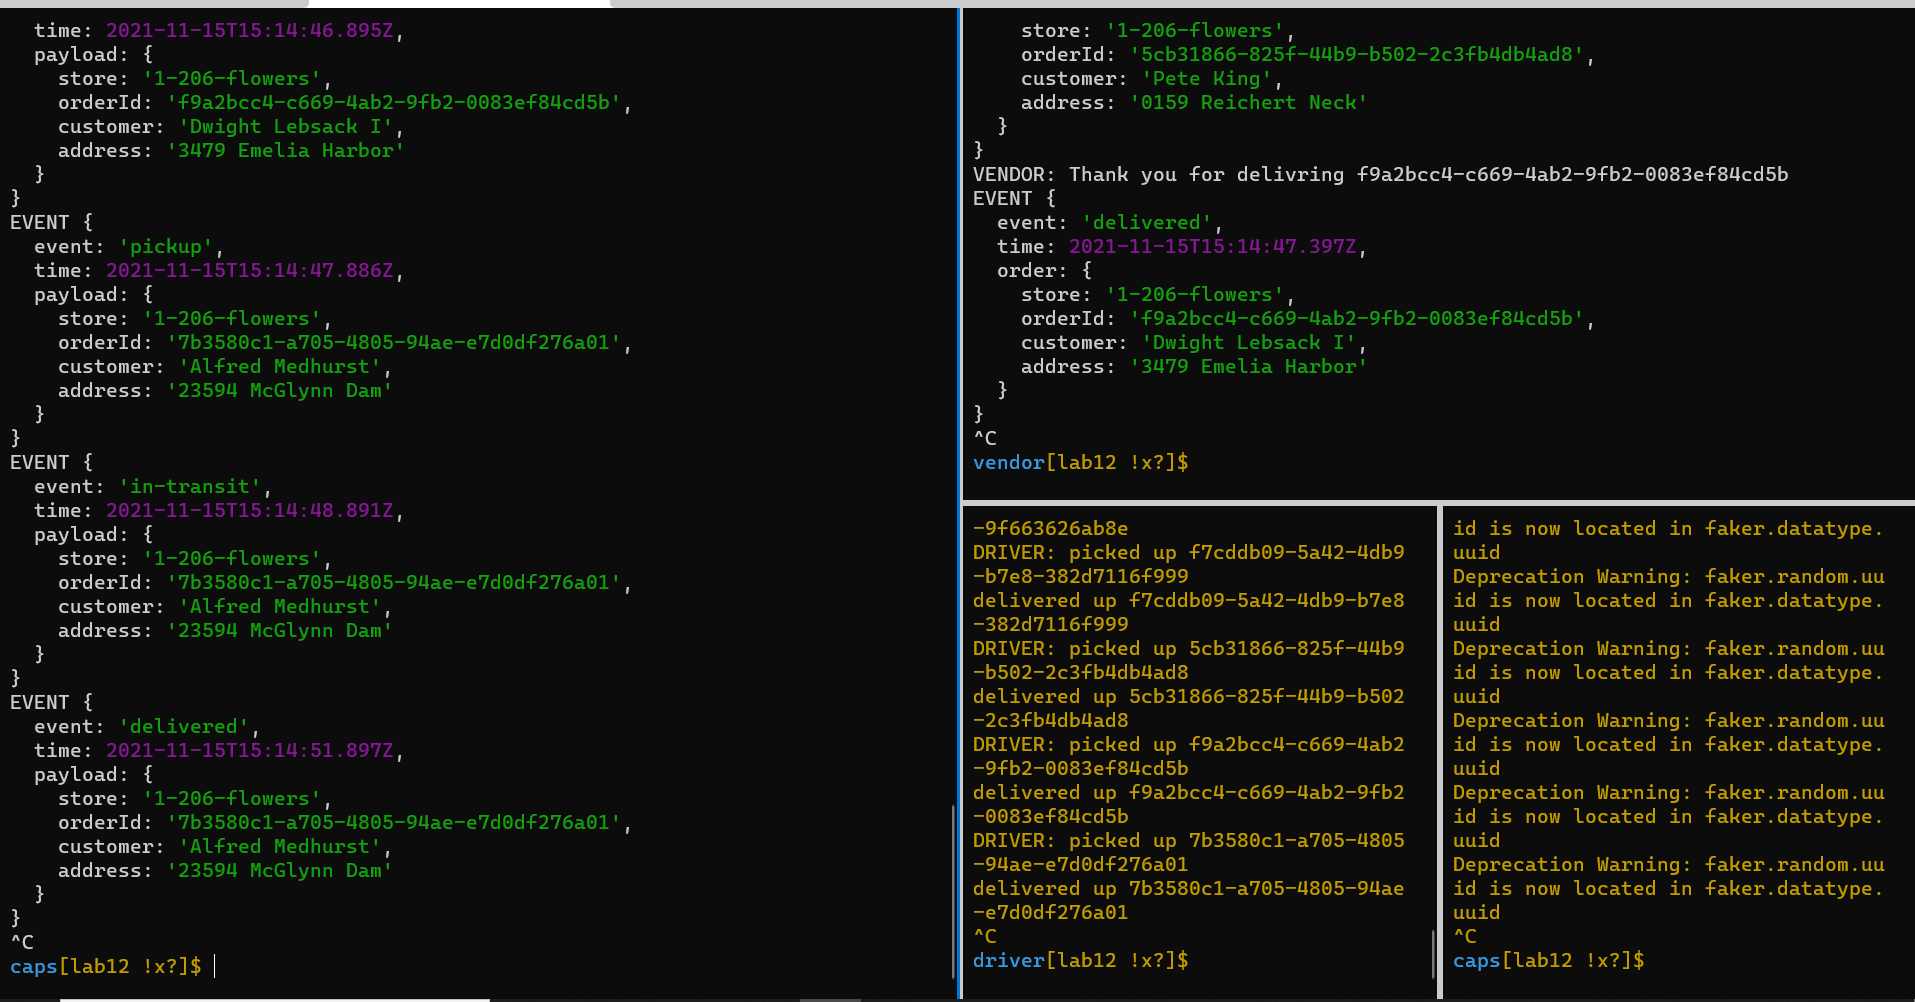 time: 2021-11-15T15:14:46.895Z,
  payload: {
    store: '1-206-flowers',
    orderId: 'f9a2bcc4-c669-4ab2-9fb2-0083ef84cd5b',
    customer: 'Dwight Lebsack I',
    address: '3479 Emelia Harbor'
  }
}
EVENT {
  event: 'pickup',
  time: 2021-11-15T15:14:47.886Z,
  payload: {
    store: '1-206-flowers',
    orderId: '7b3580c1-a705-4805-94ae-e7d0df276a01',
    customer: 'Alfred Medhurst',
    address: '23594 McGlynn Dam'
  }
}
EVENT {
  event: 'in-transit',
  time: 2021-11-15T15:14:48.891Z,
  payload: {
    store: '1-206-flowers',
    orderId: '7b3580c1-a705-4805-94ae-e7d0df276a01',
    customer: 'Alfred Medhurst',
    address: '23594 McGlynn Dam'
  }
}
EVENT {
  event: 'delivered',
  time: 2021-11-15T15:14:51.897Z,
  payload: {
    store: '1-206-flowers',
    orderId: '7b3580c1-a705-4805-94ae-e7d0df276a01',
    customer: 'Alfred Medhurst',
    address: '23594 McGlynn Dam'
  }
}
^C
caps[lab12 !x?]$
    store: '1-206-flowers',
    orderId: '5cb31866-825f-44b9-b502-2c3fb4db4ad8',
    customer: 'Pete King',
    address: '0159 Reichert Neck'
  }
}
VENDOR: Thank you for delivring f9a2bcc4-c669-4ab2-9fb2-0083ef84cd5b
EVENT {
  event: 'delivered',
  time: 2021-11-15T15:14:47.397Z,
  order: {
    store: '1-206-flowers',
    orderId: 'f9a2bcc4-c669-4ab2-9fb2-0083ef84cd5b',
    customer: 'Dwight Lebsack I',
    address: '3479 Emelia Harbor'
  }
}
^C
vendor[lab12 !x?]$
-9f663626ab8e
DRIVER: picked up f7cddb09-5a42-4db9
-b7e8-382d7116f999
delivered up f7cddb09-5a42-4db9-b7e8
-382d7116f999
DRIVER: picked up 5cb31866-825f-44b9
-b502-2c3fb4db4ad8
delivered up 5cb31866-825f-44b9-b502
-2c3fb4db4ad8
DRIVER: picked up f9a2bcc4-c669-4ab2
-9fb2-0083ef84cd5b
delivered up f9a2bcc4-c669-4ab2-9fb2
-0083ef84cd5b
DRIVER: picked up 7b3580c1-a705-4805
-94ae-e7d0df276a01
delivered up 7b3580c1-a705-4805-94ae
-e7d0df276a01
^C
driver[lab12 !x?]$
id is now located in faker.datatype.
uuid
Deprecation Warning: faker.random.uu
id is now located in faker.datatype.
uuid
Deprecation Warning: faker.random.uu
id is now located in faker.datatype.
uuid
Deprecation Warning: faker.random.uu
id is now located in faker.datatype.
uuid
Deprecation Warning: faker.random.uu
id is now located in faker.datatype.
uuid
Deprecation Warning: faker.random.uu
id is now located in faker.datatype.
uuid
^C
caps[lab12 !x?]$